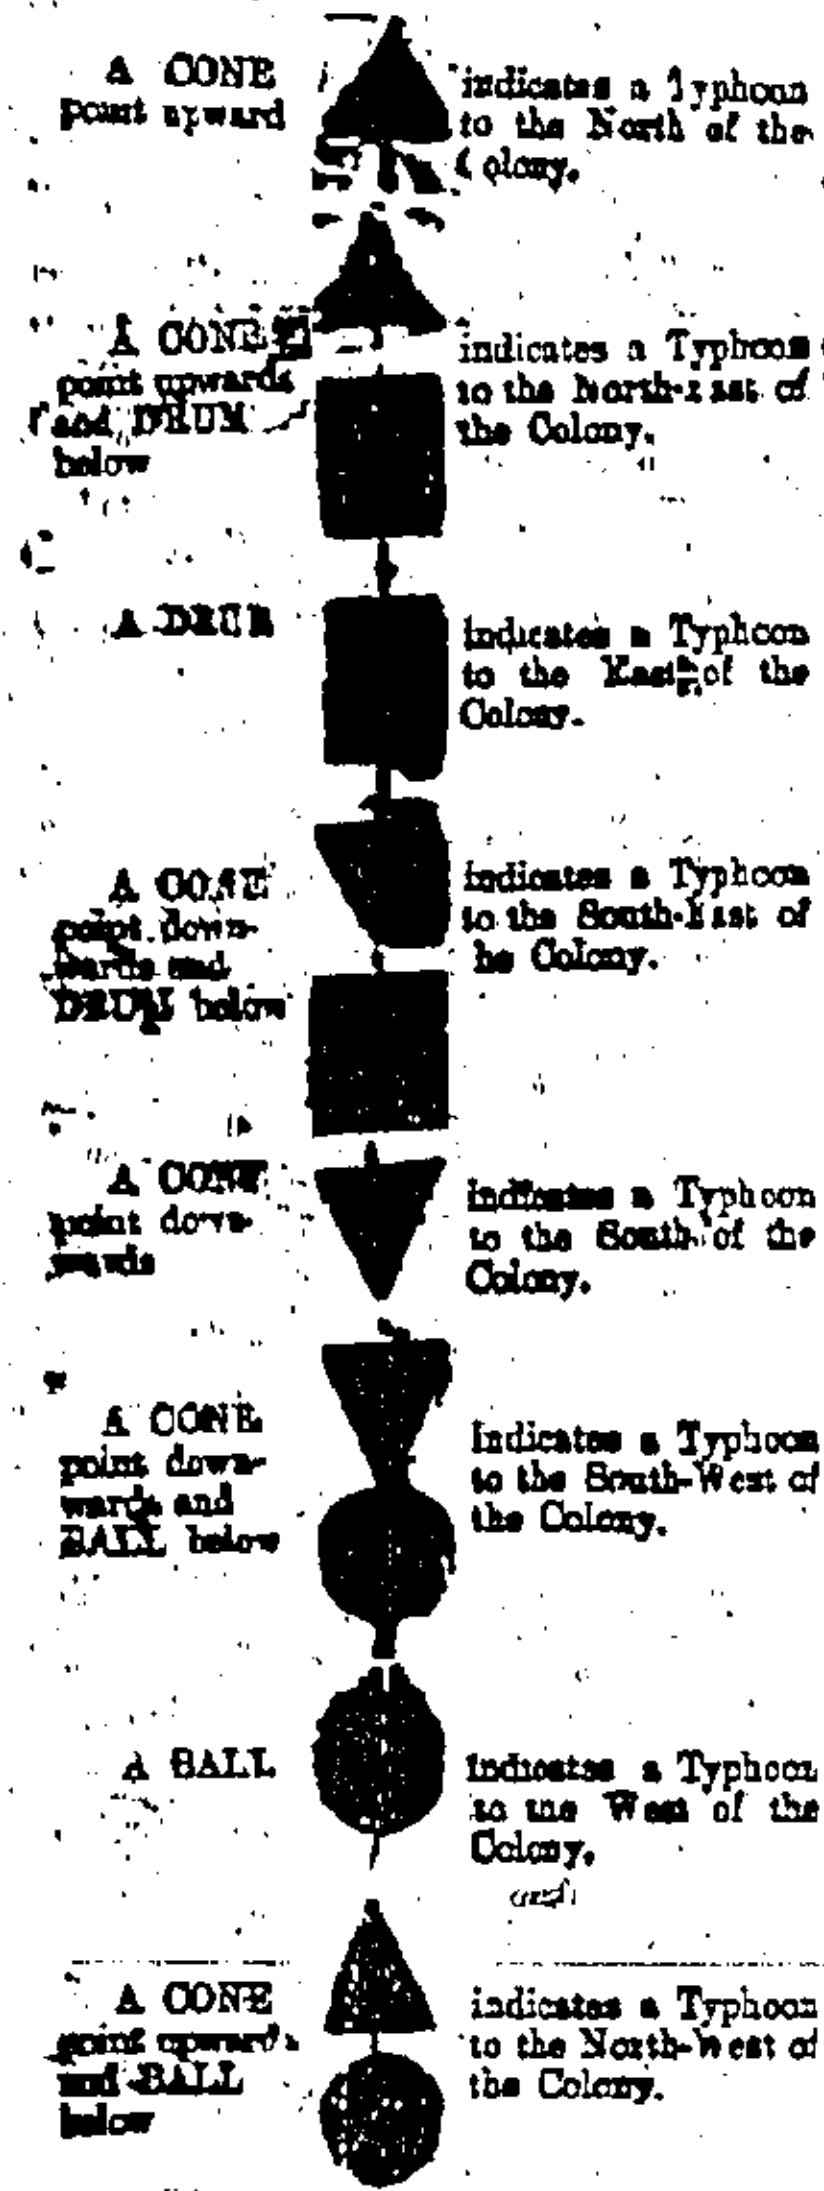 A CONE
point upward
indicates a Typhoon
to the North of the
Colony.
A CONE
point upwards
and DRUM
below
indicates a Typhoon
to the North-East of
the Colony.
A DRUM
indicates a Typhoon
to the East of the
Colony.
A CONE
point down-
wards and
DRUM below
indicates a Typhoon
to the South-East of
he Colony.
A CONE
point down-
wards
indicates a Typhoon
to the South of the
Colony.
A CONE
point down-
wards and
BALL below
indicates a Typhoon
to the South-West of
the Colony.
A BALL
indicates a Typhoon
to the West of the
Colony.
A CONE
point upwards
and BALL
below
indicates a Typhoon
to the North-West of
the Colony.